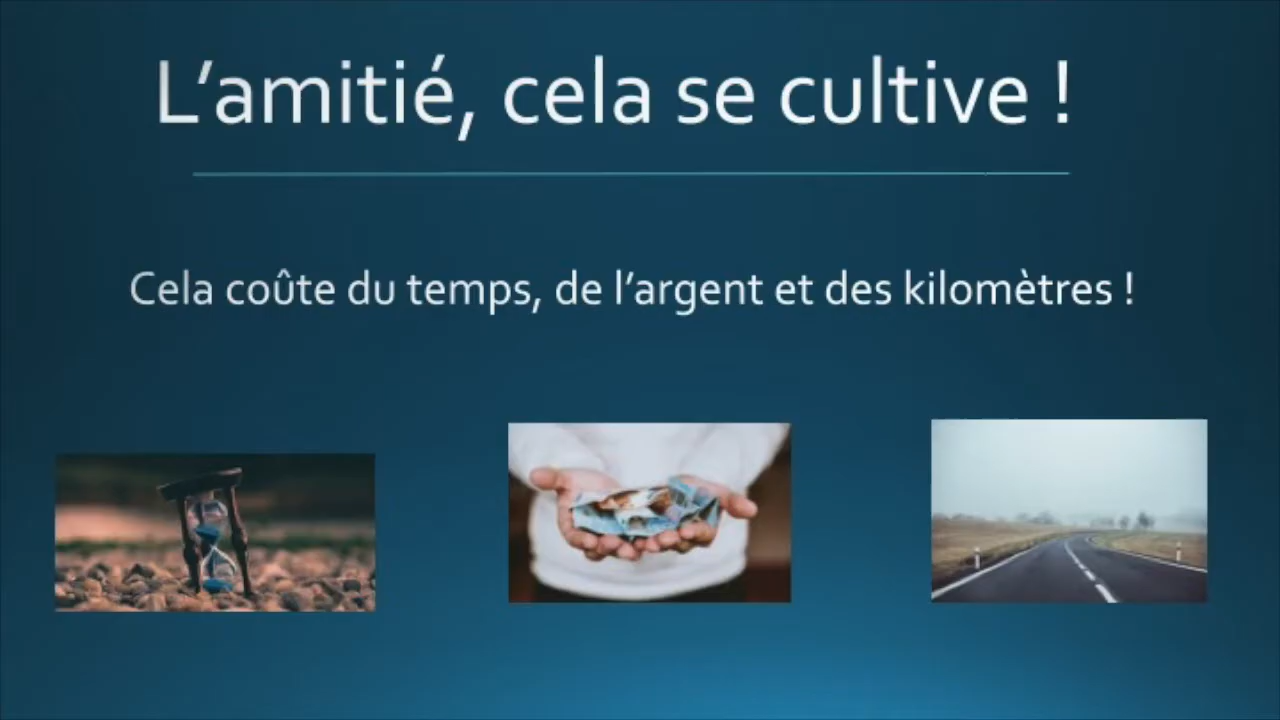 L’amitié, cela se cultive !
Cela coûte du temps, de l’argent et des kilomètres !